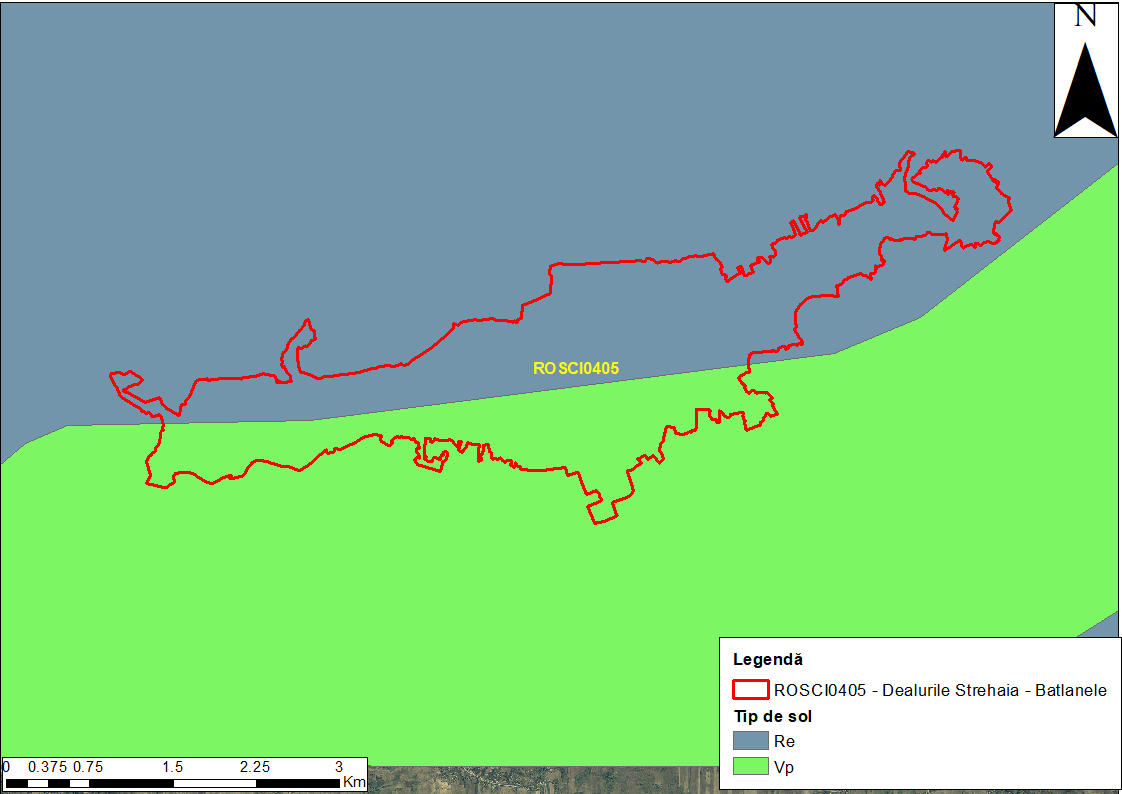 N
ROSCI0405
Legendă
ROSCI0405 - Dealurile Strehaia - Batlanele
Tip de sol
Re
Vp
0 0.375 0.75 1.5 2.25 3
Km